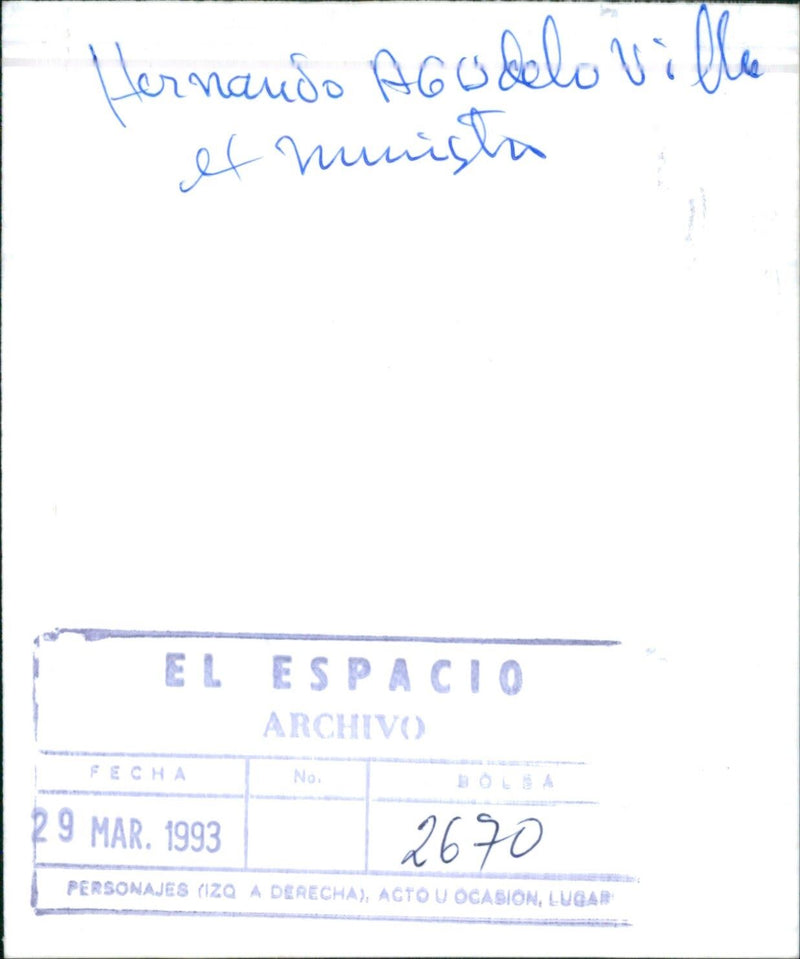 Hernando AGUdelo Villa
ex ministro
EL ESPACIO
ARCHIVO
FECHA No. BOLSA
29 MAR. 1993 2670
PERSONAJES (IZQ A DERECHA), ACTO U OCASION, LUGAR